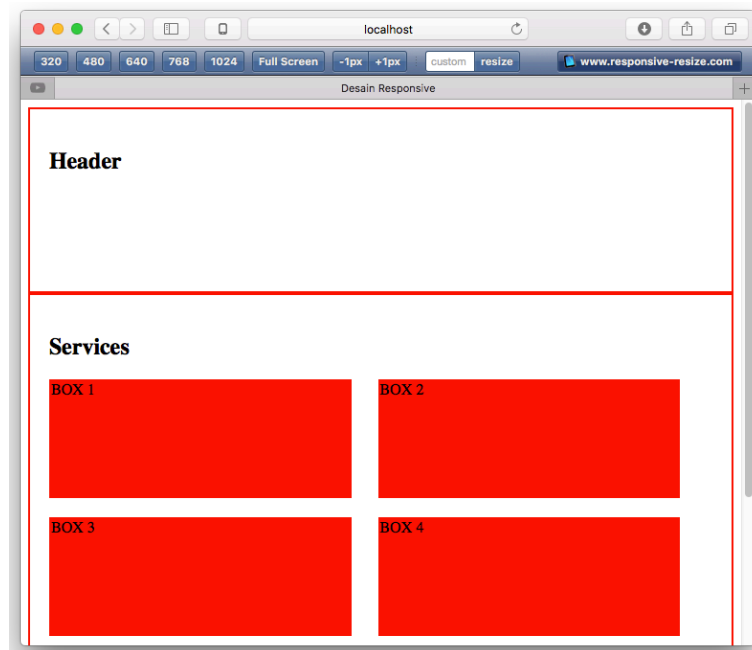 localhost
320 480 640 768 1024 Full Screen -1px +1px custom resize www.responsive-resize.com
Desain Responsive
Header
Services
BOX 1 BOX 2
BOX 3 BOX 4